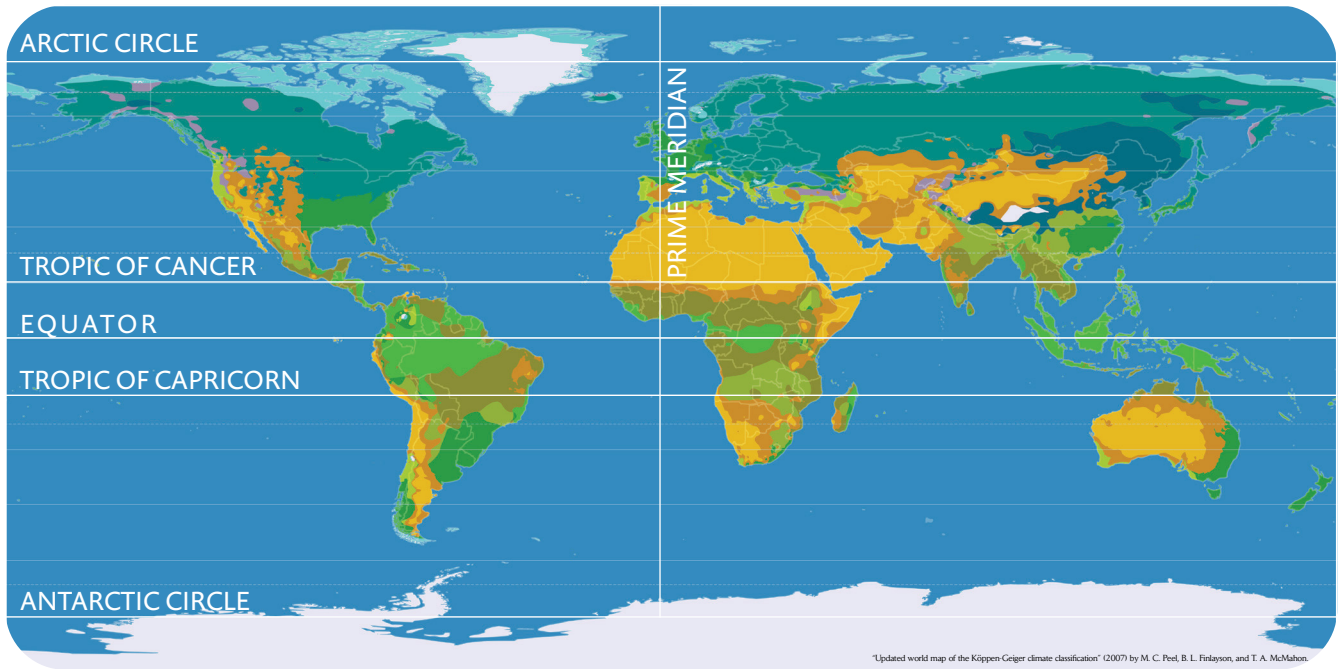 ARCTIC CIRCLE
PRIME MERIDIAN
TROPIC OF CANCER
EQUATOR
TROPIC OF CAPRICORN
ANTARCTIC CIRCLE
"Updated world map of the Köppen-Geiger climate classification" (2007) by M. C. Peel, B. L. Finlayson, and T. A. McMahon.